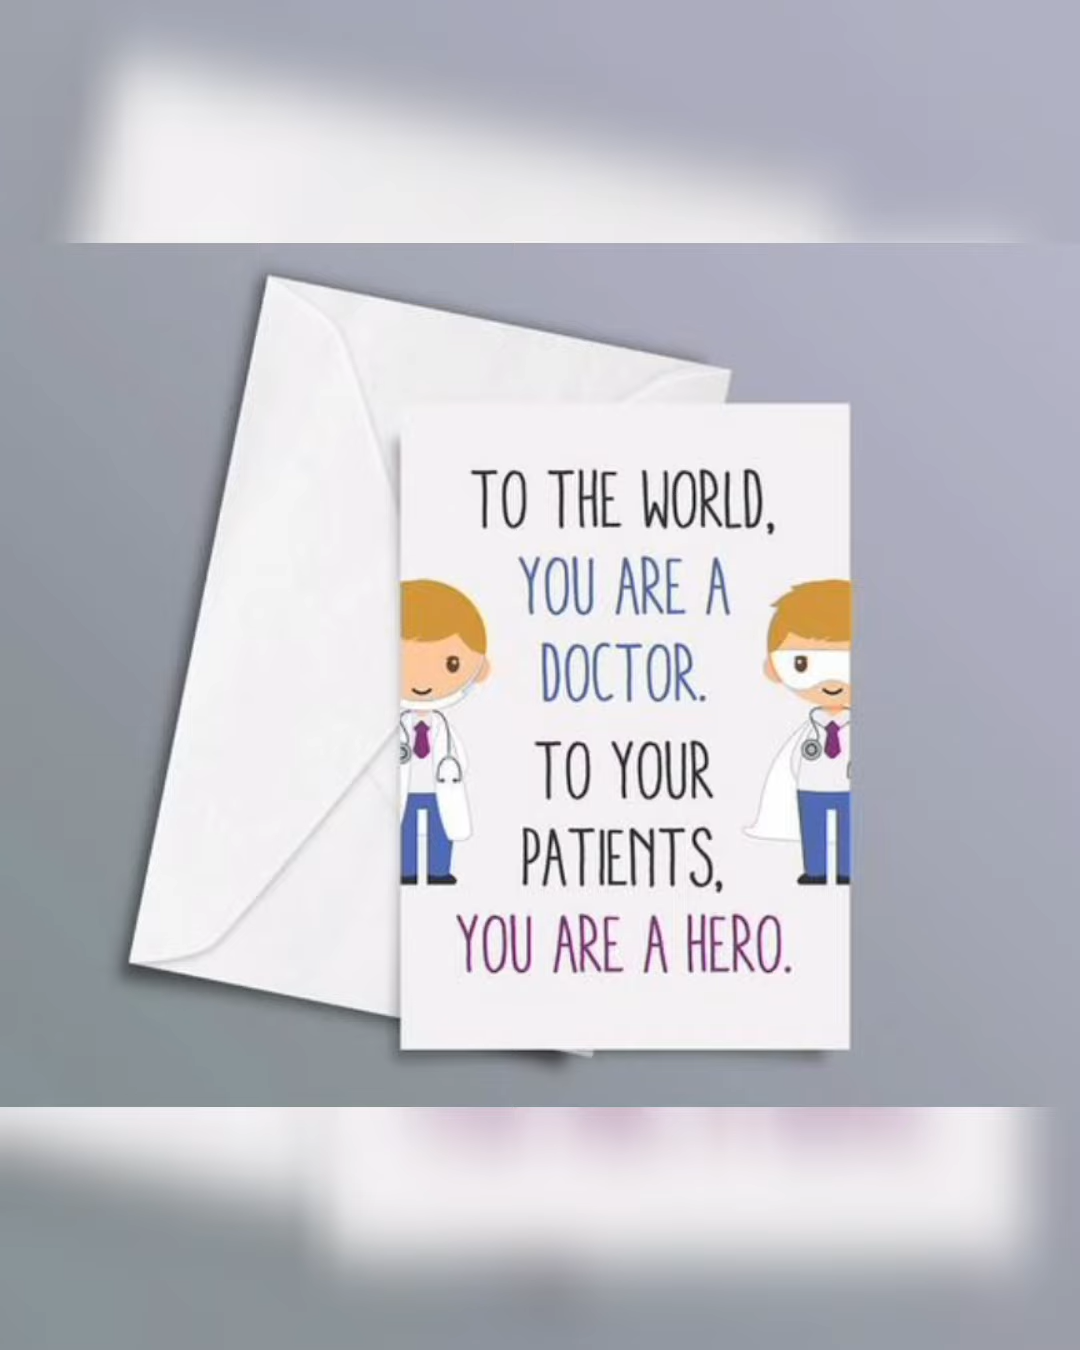 TO THE WORLD,
YOU ARE A
DOCTOR.
TO YOUR
PATIENTS,
YOU ARE A HERO.